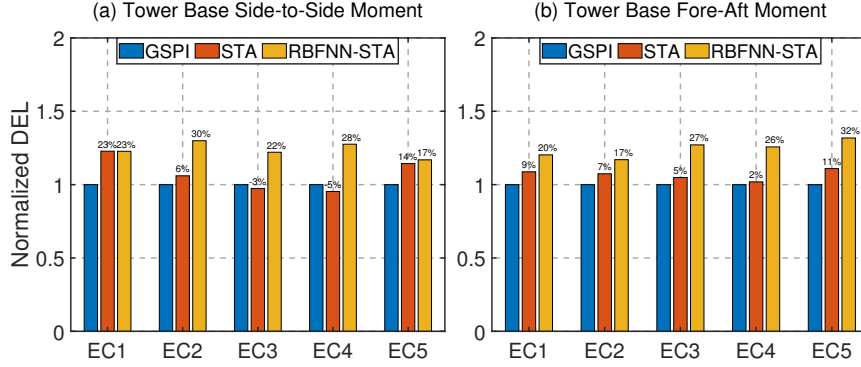 (a) Tower Base Side-to-Side Moment
2
GSPI STA RBFNN-STA
1.5
1
0.5
0
Normalized DEL
23% 23%
6% 30%
-3% 22%
-5% 28%
14% 17%
EC1 EC2 EC3 EC4 EC5
(b) Tower Base Fore-Aft Moment
2
GSPI STA RBFNN-STA
1.5
1
0.5
0
9% 20%
7% 17%
5% 27%
2% 26%
11% 32%
EC1 EC2 EC3 EC4 EC5